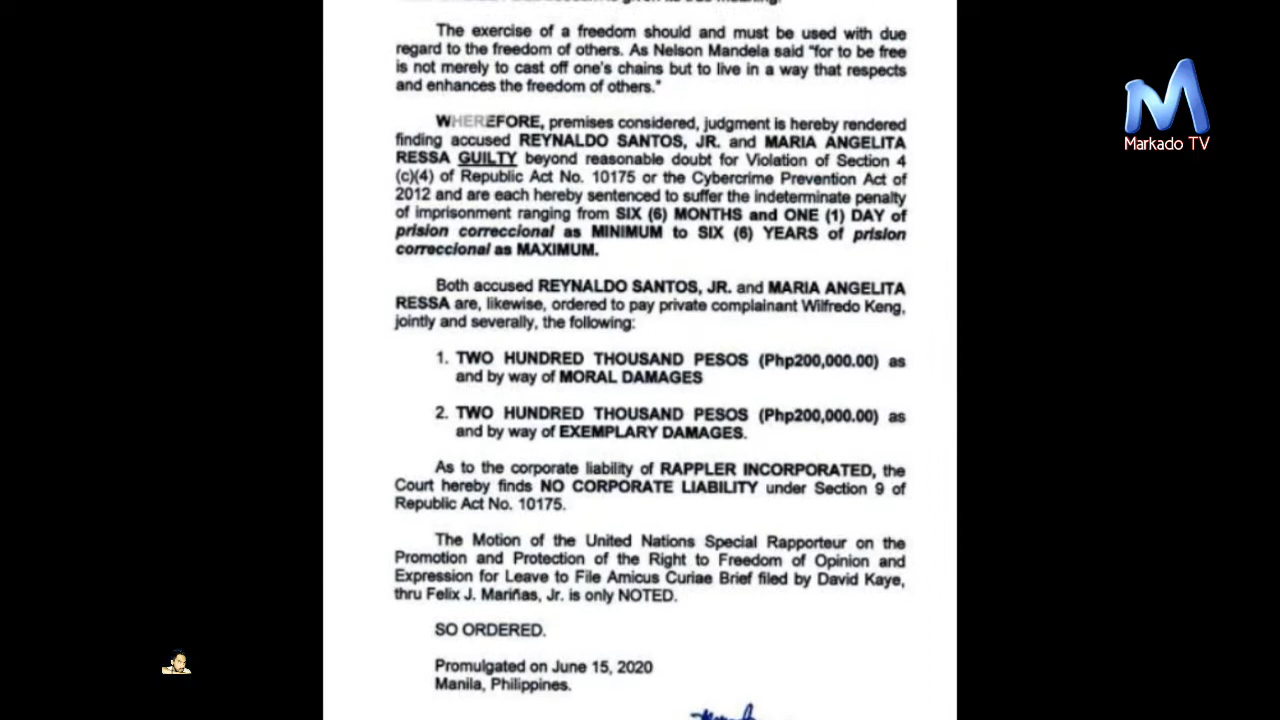 The exercise of a freedom should and must be used with due
regard to the freedom of others. As Nelson Mandela said "for to be free
is not merely to cast off one's chains but to live in a way that respects
and enhances the freedom of others."
WHEREFORE, premises considered, judgment is hereby rendered
finding accused REYNALDO SANTOS, JR. and MARIA ANGELITA
RESSA GUILTY beyond reasonable doubt for Violation of Section 4
(c)(4) of Republic Act No. 10175 or the Cybercrime Prevention Act of
2012 and are each hereby sentenced to suffer the indeterminate penalty
of imprisonment ranging from SIX (6) MONTHS and ONE (1) DAY of
prision correccional as MINIMUM to SIX (6) YEARS of prision
correccional as MAXIMUM.
Both accused REYNALDO SANTOS, JR. and MARIA ANGELITA
RESSA are, likewise, ordered to pay private complainant Wilfredo Keng,
jointly and severally, the following:
1. TWO HUNDRED THOUSAND PESOS (Php200,000.00) as
and by way of MORAL DAMAGES
2. TWO HUNDRED THOUSAND PESOS (Php200,000.00) as
and by way of EXEMPLARY DAMAGES.
As to the corporate liability of RAPPLER INCORPORATED, the
Court hereby finds NO CORPORATE LIABILITY under Section 9 of
Republic Act No. 10175.
The Motion of the United Nations Special Rapporteur on the
Promotion and Protection of the Right to Freedom of Opinion and
Expression for Leave to File Amicus Curiae Brief filed by David Kaye,
thru Felix J. Mariñas, Jr. is only NOTED.
SO ORDERED.
Promulgated on June 15, 2020
Manila, Philippines.
M
Markado TV